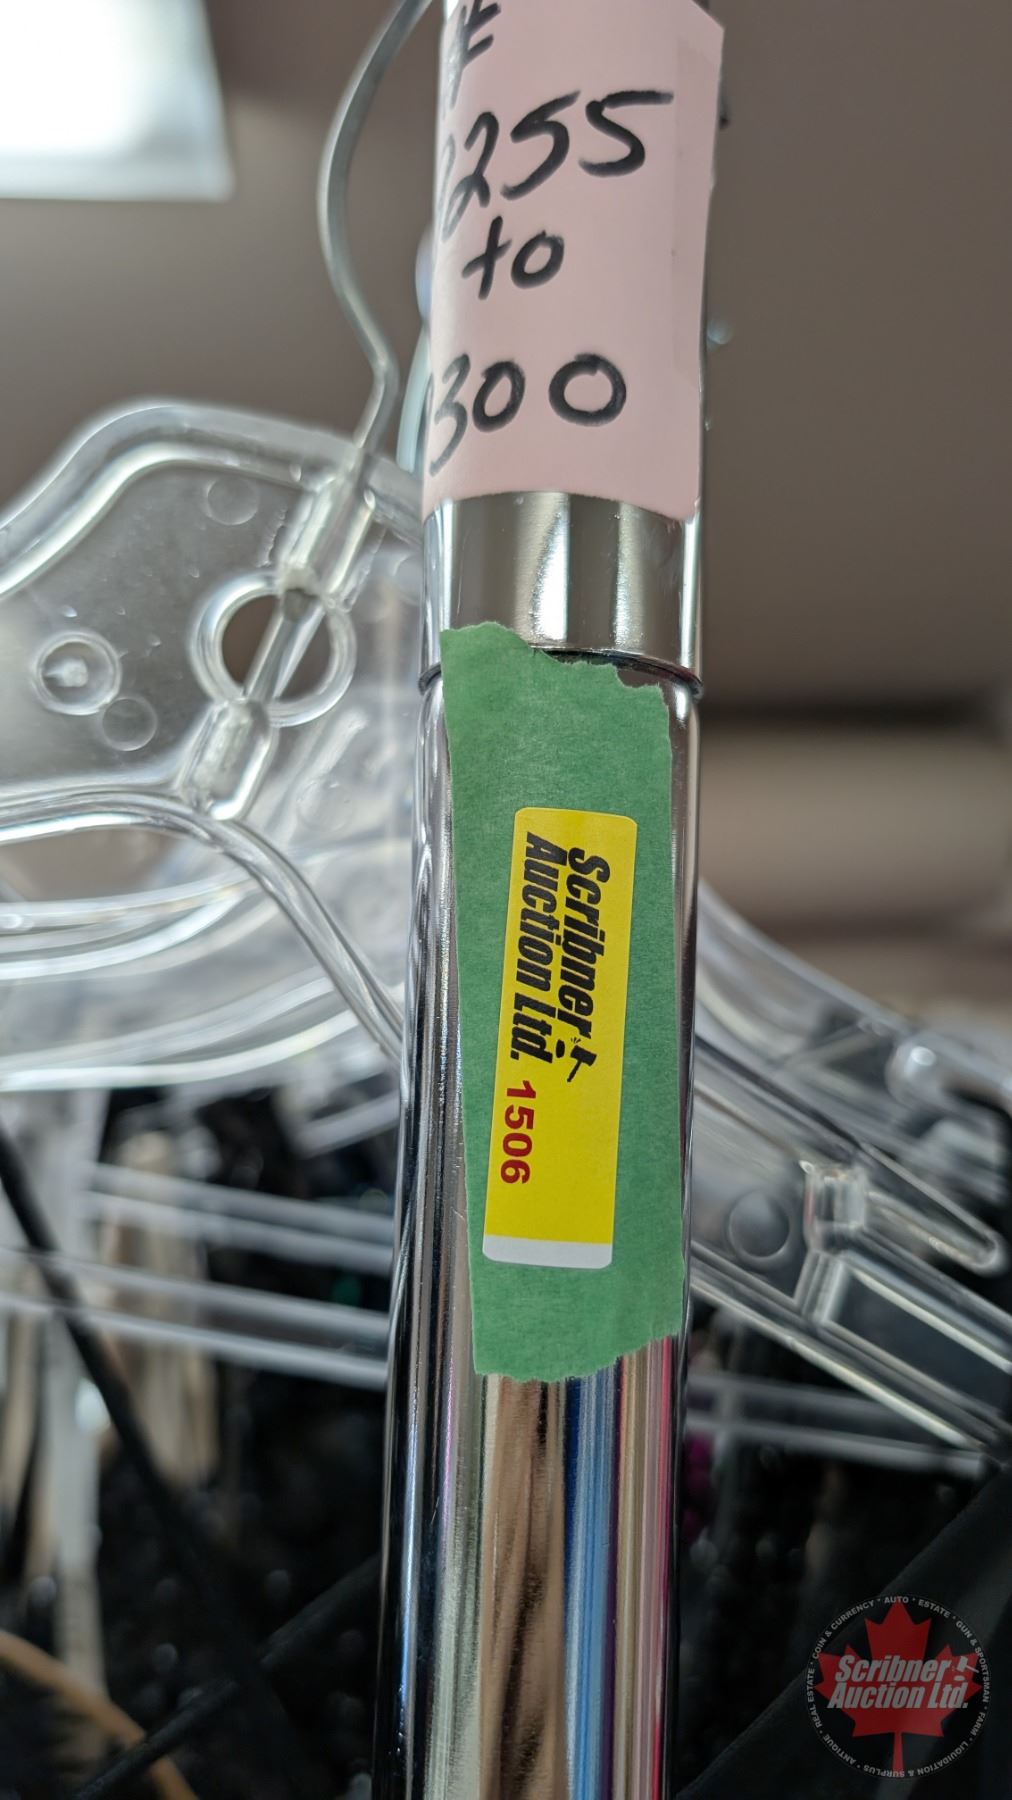 #
255
to
300
Scribner
Auction Ltd. 1506
COIN & CURRENCY * AUTO * ESTATE * GUN & SPORTSMAN * FARM * LIQUIDATION & SURPLUS * ANTIQUE * REAL ESTATE *
Scribner
Auction Ltd.